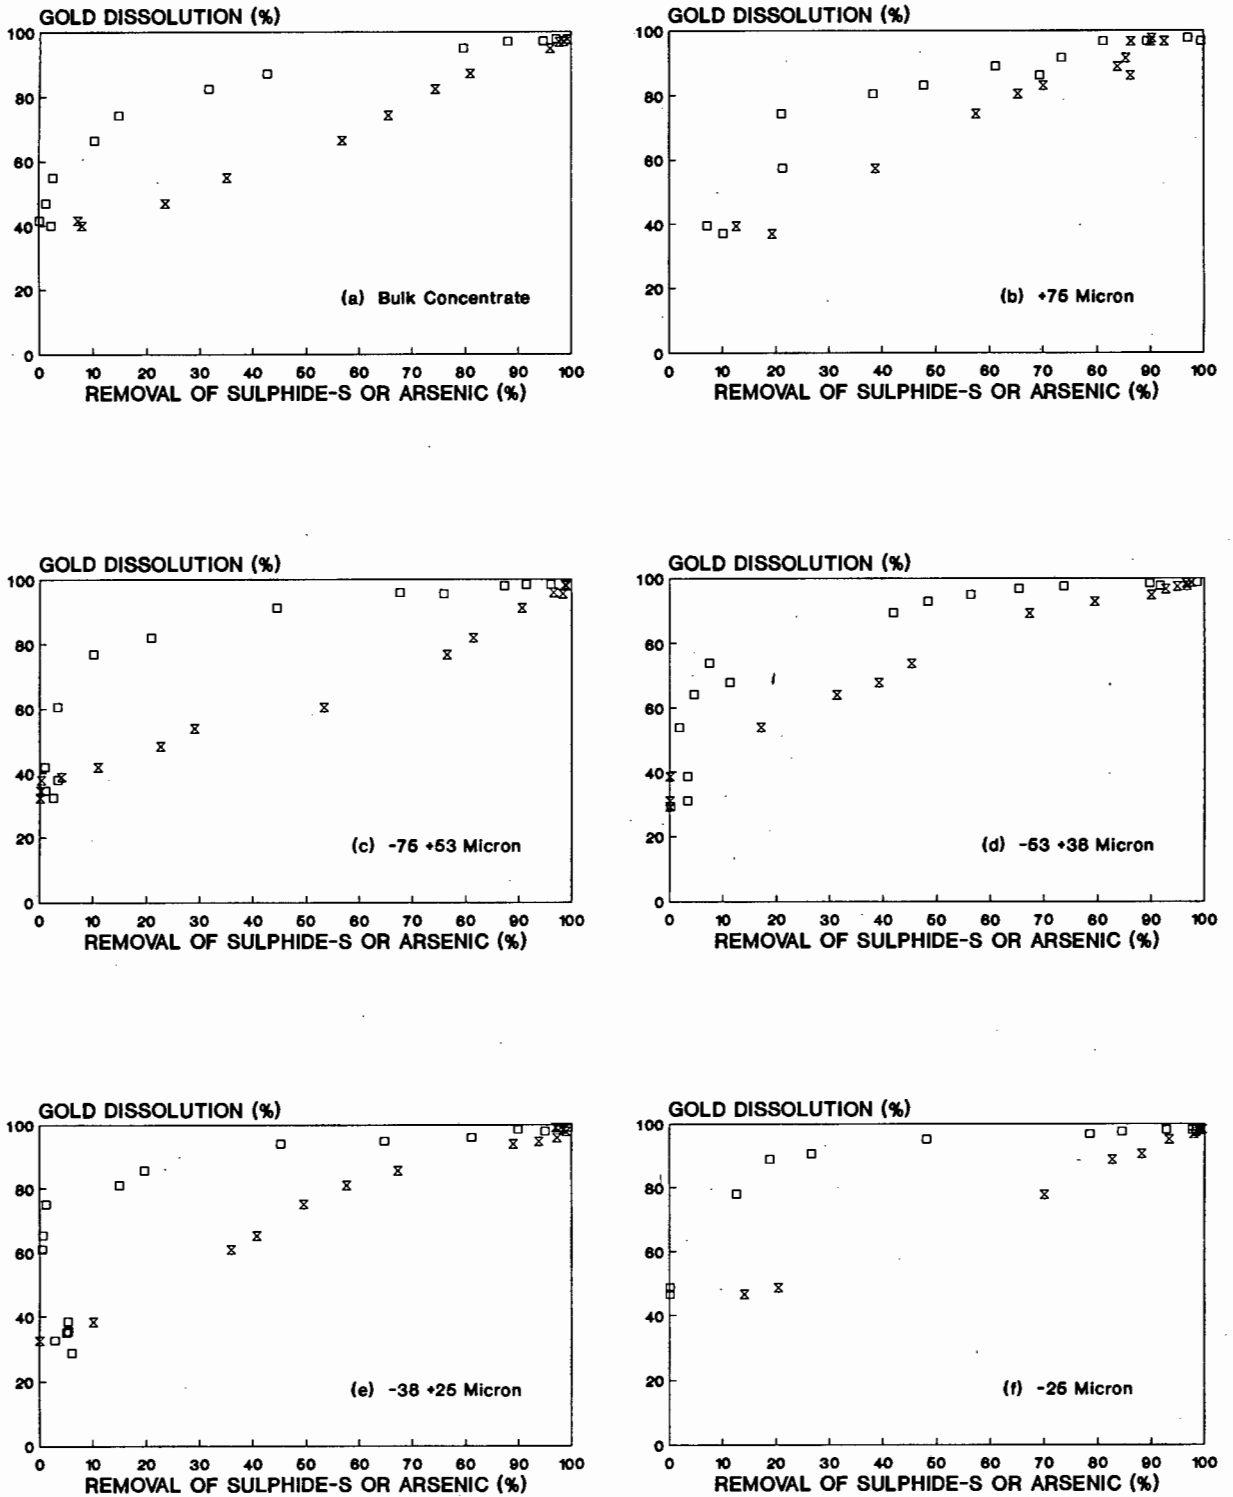 GOLD DISSOLUTION (%)
100
80
60
40
20
0
(a) Bulk Concentrate
0 10 20 30 40 50 60 70 80 90 100
REMOVAL OF SULPHIDE-S OR ARSENIC (%)
GOLD DISSOLUTION (%)
100
80
60
40
20
0
(b) +75 Micron
0 10 20 30 40 50 60 70 80 90 100
REMOVAL OF SULPHIDE-S OR ARSENIC (%)
GOLD DISSOLUTION (%)
100
80
60
40
20
0
(c) -75 +53 Micron
0 10 20 30 40 50 60 70 80 90 100
REMOVAL OF SULPHIDE-S OR ARSENIC (%)
GOLD DISSOLUTION (%)
100
80
60
40
20
0
(d) -53 +38 Micron
0 10 20 30 40 50 60 70 80 90 100
REMOVAL OF SULPHIDE-S OR ARSENIC (%)
GOLD DISSOLUTION (%)
100
80
60
40
20
0
(e) -38 +25 Micron
0 10 20 30 40 50 60 70 80 90 100
REMOVAL OF SULPHIDE-S OR ARSENIC (%)
GOLD DISSOLUTION (%)
100
80
60
40
20
0
(f) -25 Micron
0 10 20 30 40 50 60 70 80 90 100
REMOVAL OF SULPHIDE-S OR ARSENIC (%)